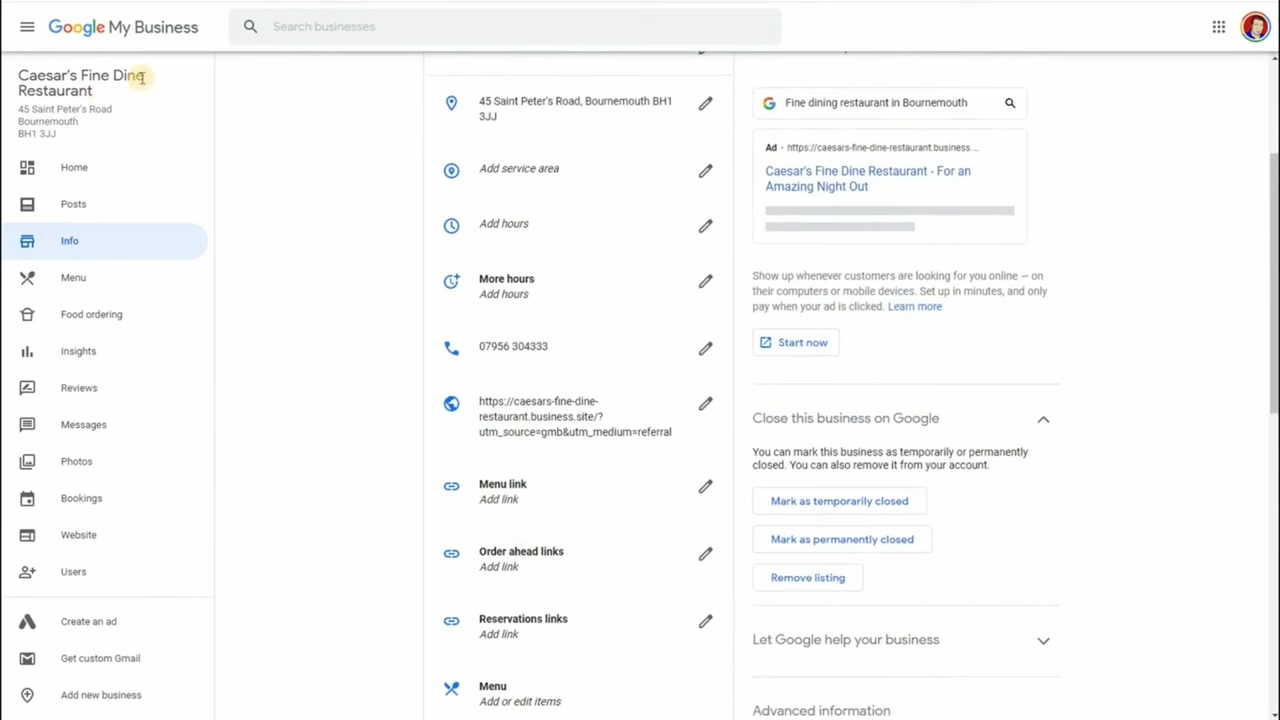 Google My Business
Search businesses
Caesar's Fine Dine
Restaurant
45 Saint Peter's Road
Bournemouth
BH1 3JJ
Home
Posts
Info
Menu
Food ordering
Insights
Reviews
Messages
Photos
Bookings
Website
Users
Create an ad
Get custom Gmail
Add new business
45 Saint Peter's Road, Bournemouth BH1
3JJ
Add service area
Add hours
More hours
Add hours
07956 304333
https://caesars-fine-dine-
restaurant.business.site/?
utm_source=gmb&utm_medium=referral
Menu link
Add link
Order ahead links
Add link
Reservations links
Add link
Menu
Add or edit items
Fine dining restaurant in Bournemouth
Ad · https://caesars-fine-dine-restaurant.business...
Caesar's Fine Dine Restaurant - For an
Amazing Night Out
Show up whenever customers are looking for you online – on
their computers or mobile devices. Set up in minutes, and only
pay when your ad is clicked. Learn more
Start now
Close this business on Google
You can mark this business as temporarily or permanently
closed. You can also remove it from your account.
Mark as temporarily closed
Mark as permanently closed
Remove listing
Let Google help your business
Advanced information